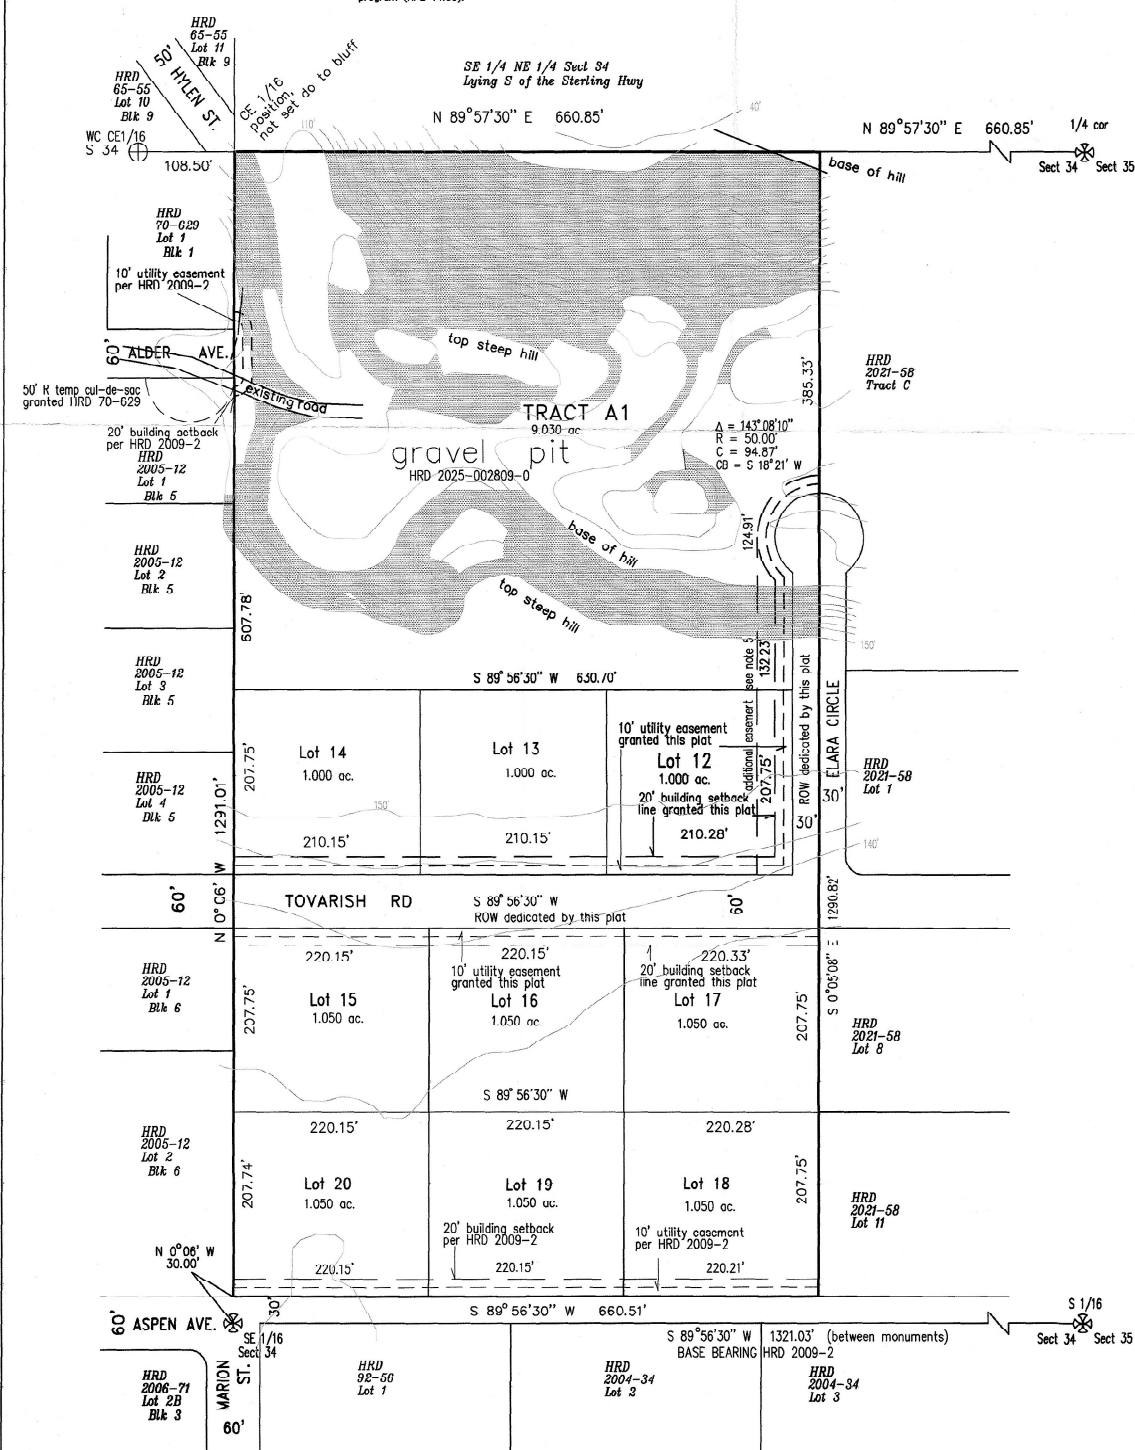 HRD
65-55
Lot 11
Blk 9
50' HYLEN ST.
HRD
65-55
Lot 10
Blk 9
CE 1/16
position,
not set do to bluff
SE 1/4 NE 1/4 Sect 34
Lying S of the Sterling Hwy
N 89°57'30" E 660.85'
40'
110'
N 89°57'30" E 660.85'
1/4 cor
Sect 34
Sect 35
WC CE1/16
S 34
108.50'
base of hill
HRD
70-629
Lot 1
Blk 1
10' utility easement
per HRD 2009-2
60'
ALDER AVE.
50' R temp cul-de-sac
granted HRD 70-629
existing road
20' building setback
per HRD 2009-2
HRD
2005-12
Lot 1
Blk 5
top steep hill
TRACT A1
9.030 ac
gravel pit
HRD 2025-002809-0
385.33'
HRD
2021-58
Tract C
Δ = 143°08'10"
R = 50.00'
C = 94.87'
CB = S 18°21' W
124.91'
base of hill
top steep hill
HRD
2005-12
Lot 2
Blk 5
607.78'
150'
HRD
2005-12
Lot 3
Blk 5
S 89°56'30" W 630.70'
132.23'
additional easement see note 5
ROW dedicated by this plat
ELARA CIRCLE
10' utility easement
granted this plat
Lot 14
1.000 ac.
Lot 13
1.000 ac.
Lot 12
1.000 ac.
207.75'
207.75'
20' building setback
line granted this plat
HRD
2005-12
Lot 4
Blk 5
HRD
2021-58
Lot 1
30'
30'
150'
210.15'
210.15'
210.28'
140'
N 0°06' W 1291.01'
60'
TOVARISH RD
S 89°56'30" W
ROW dedicated by this plat
60'
S 0°05'08" E 1290.82'
220.15'
220.15'
220.33'
10' utility easement
granted this plat
20' building setback
line granted this plat
HRD
2005-12
Lot 1
Blk 6
207.75'
Lot 15
1.050 ac.
Lot 16
1.050 ac.
Lot 17
1.050 ac.
207.75'
HRD
2021-58
Lot 8
S 89°56'30" W
220.15'
220.15'
220.28'
HRD
2005-12
Lot 2
Blk 6
207.74'
Lot 20
1.050 ac.
Lot 19
1.050 ac.
Lot 18
1.050 ac.
207.75'
HRD
2021-58
Lot 11
20' building setback
per HRD 2009-2
10' utility easement
per HRD 2009-2
N 0°06' W
30.00'
220.15'
220.15'
220.21'
30'
S 89°56'30" W 660.51'
60'
ASPEN AVE.
SE 1/16
Sect 34
S 1/16
Sect 34
Sect 35
S 89°56'30" W 1321.03' (between monuments)
BASE BEARING HRD 2009-2
HRD
2006-71
Lot 2B
Blk 3
MARION ST.
60'
HRD
Lot 1
HRD
2004-34
Lot 2
HRD
2004-34
Lot 3